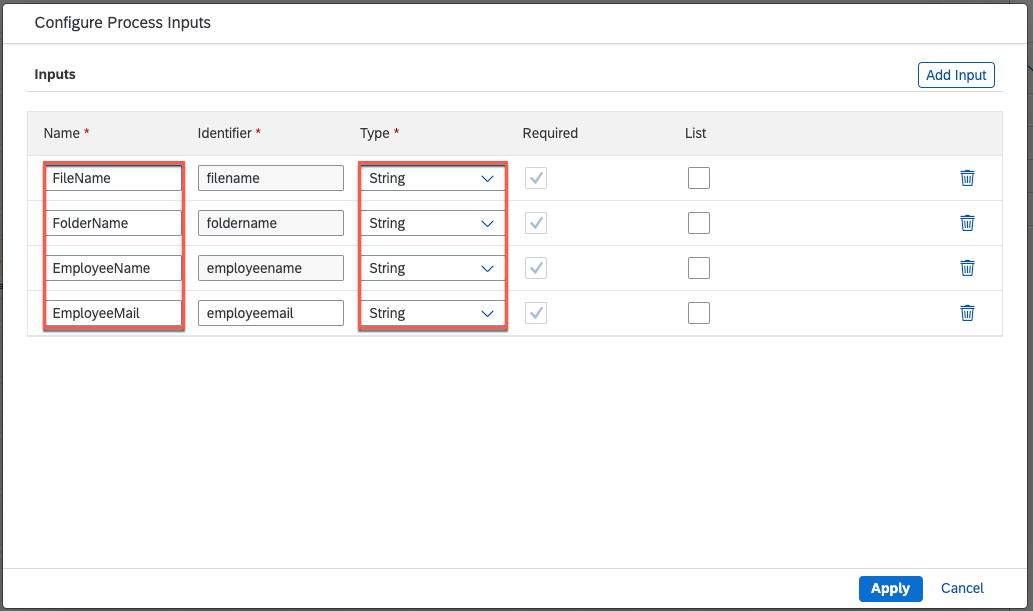 Configure Process Inputs
Inputs
Add Input
Name * Identifier * Type * Required List
FileName filename String
FolderName foldername String
EmployeeName employeename String
EmployeeMail employeemail String
Apply Cancel